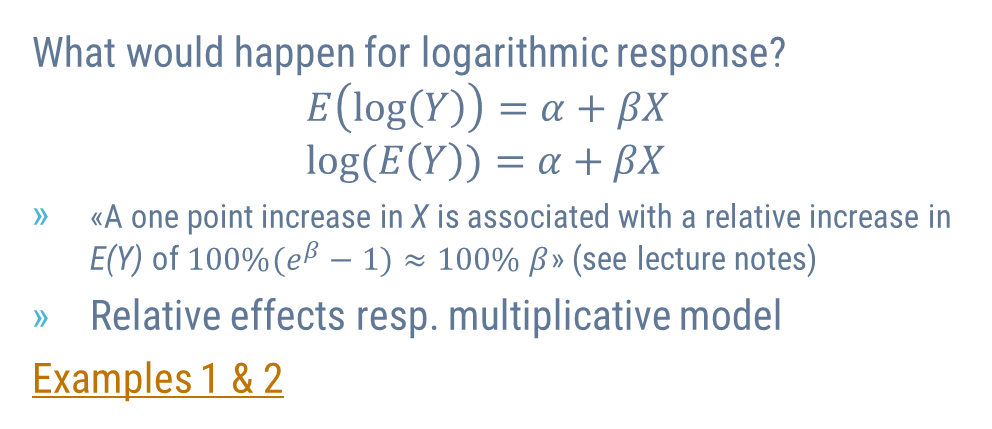 What would happen for logarithmic response?
E(log(Y)) = α + βX
log(E(Y)) = α + βX
» «A one point increase in X is associated with a relative increase in
E(Y) of 100%(e^β − 1) ≈ 100% β» (see lecture notes)
» Relative effects resp. multiplicative model
Examples 1 & 2